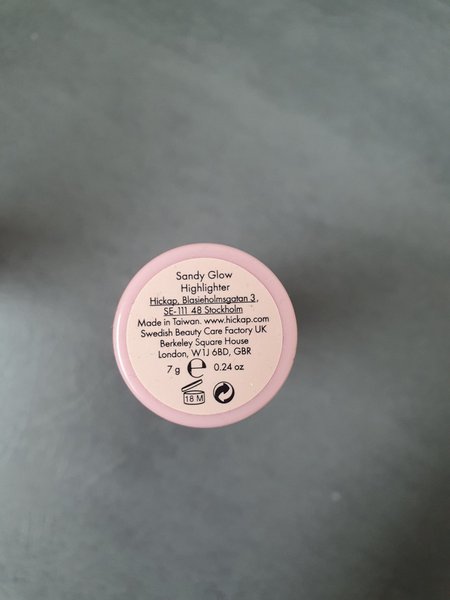 Sandy Glow
Highlighter
Hickap, Blasieholmsgatan 3,
SE-111 48 Stockholm
Made in Taiwan. www.hickap.com
Swedish Beauty Care Factory UK
Berkeley Square House
London, W1J 6BD, GBR
7 g e 0.24 oz
18 M